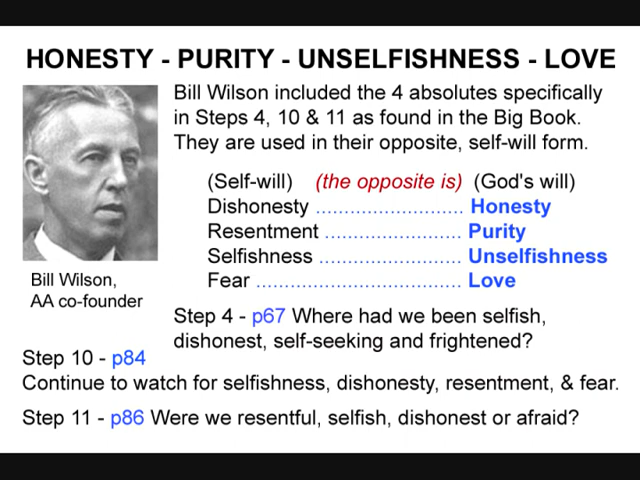 HONESTY - PURITY - UNSELFISHNESS - LOVE
Bill Wilson included the 4 absolutes specifically
in Steps 4, 10 & 11 as found in the Big Book.
They are used in their opposite, self-will form.
(Self-will) (the opposite is) (God's will)
Dishonesty .......................... Honesty
Resentment ........................ Purity
Selfishness ......................... Unselfishness
Fear .................................... Love
Bill Wilson,
AA co-founder
Step 4 - p67 Where had we been selfish,
dishonest, self-seeking and frightened?
Step 10 - p84
Continue to watch for selfishness, dishonesty, resentment, & fear.
Step 11 - p86 Were we resentful, selfish, dishonest or afraid?